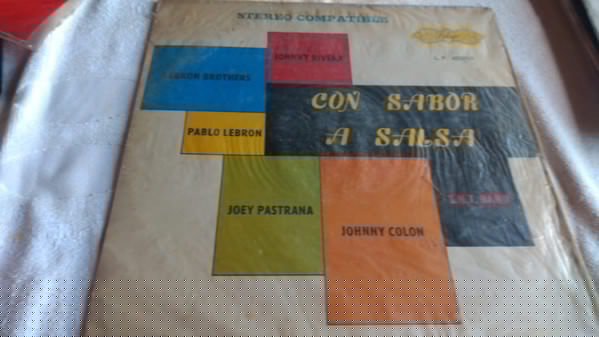 STEREO COMPATIBLE
JOHNNY RIVERA
LEBRON BROTHERS
CON SABOR
A SALSA
PABLO LEBRON
JOEY PASTRANA
JOHNNY COLON